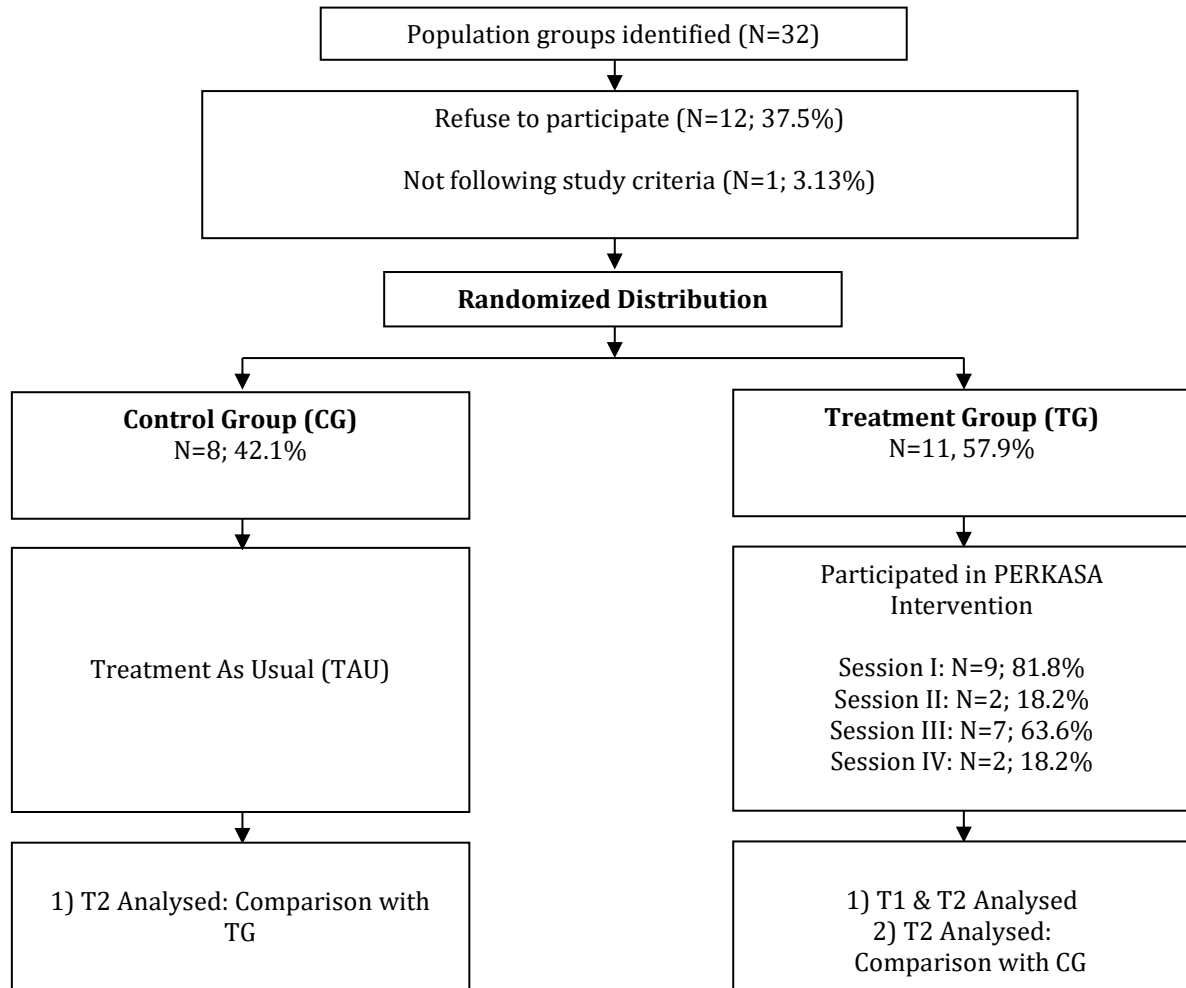 Population groups identified (N=32)
Refuse to participate (N=12; 37.5%)
Not following study criteria (N=1; 3.13%)
Randomized Distribution
Control Group (CG)
N=8; 42.1%
Treatment Group (TG)
N=11, 57.9%
Treatment As Usual (TAU)
Participated in PERKASA
Intervention
Session I: N=9; 81.8%
Session II: N=2; 18.2%
Session III: N=7; 63.6%
Session IV: N=2; 18.2%
1) T2 Analysed: Comparison with
TG
1) T1 & T2 Analysed
2) T2 Analysed:
Comparison with CG